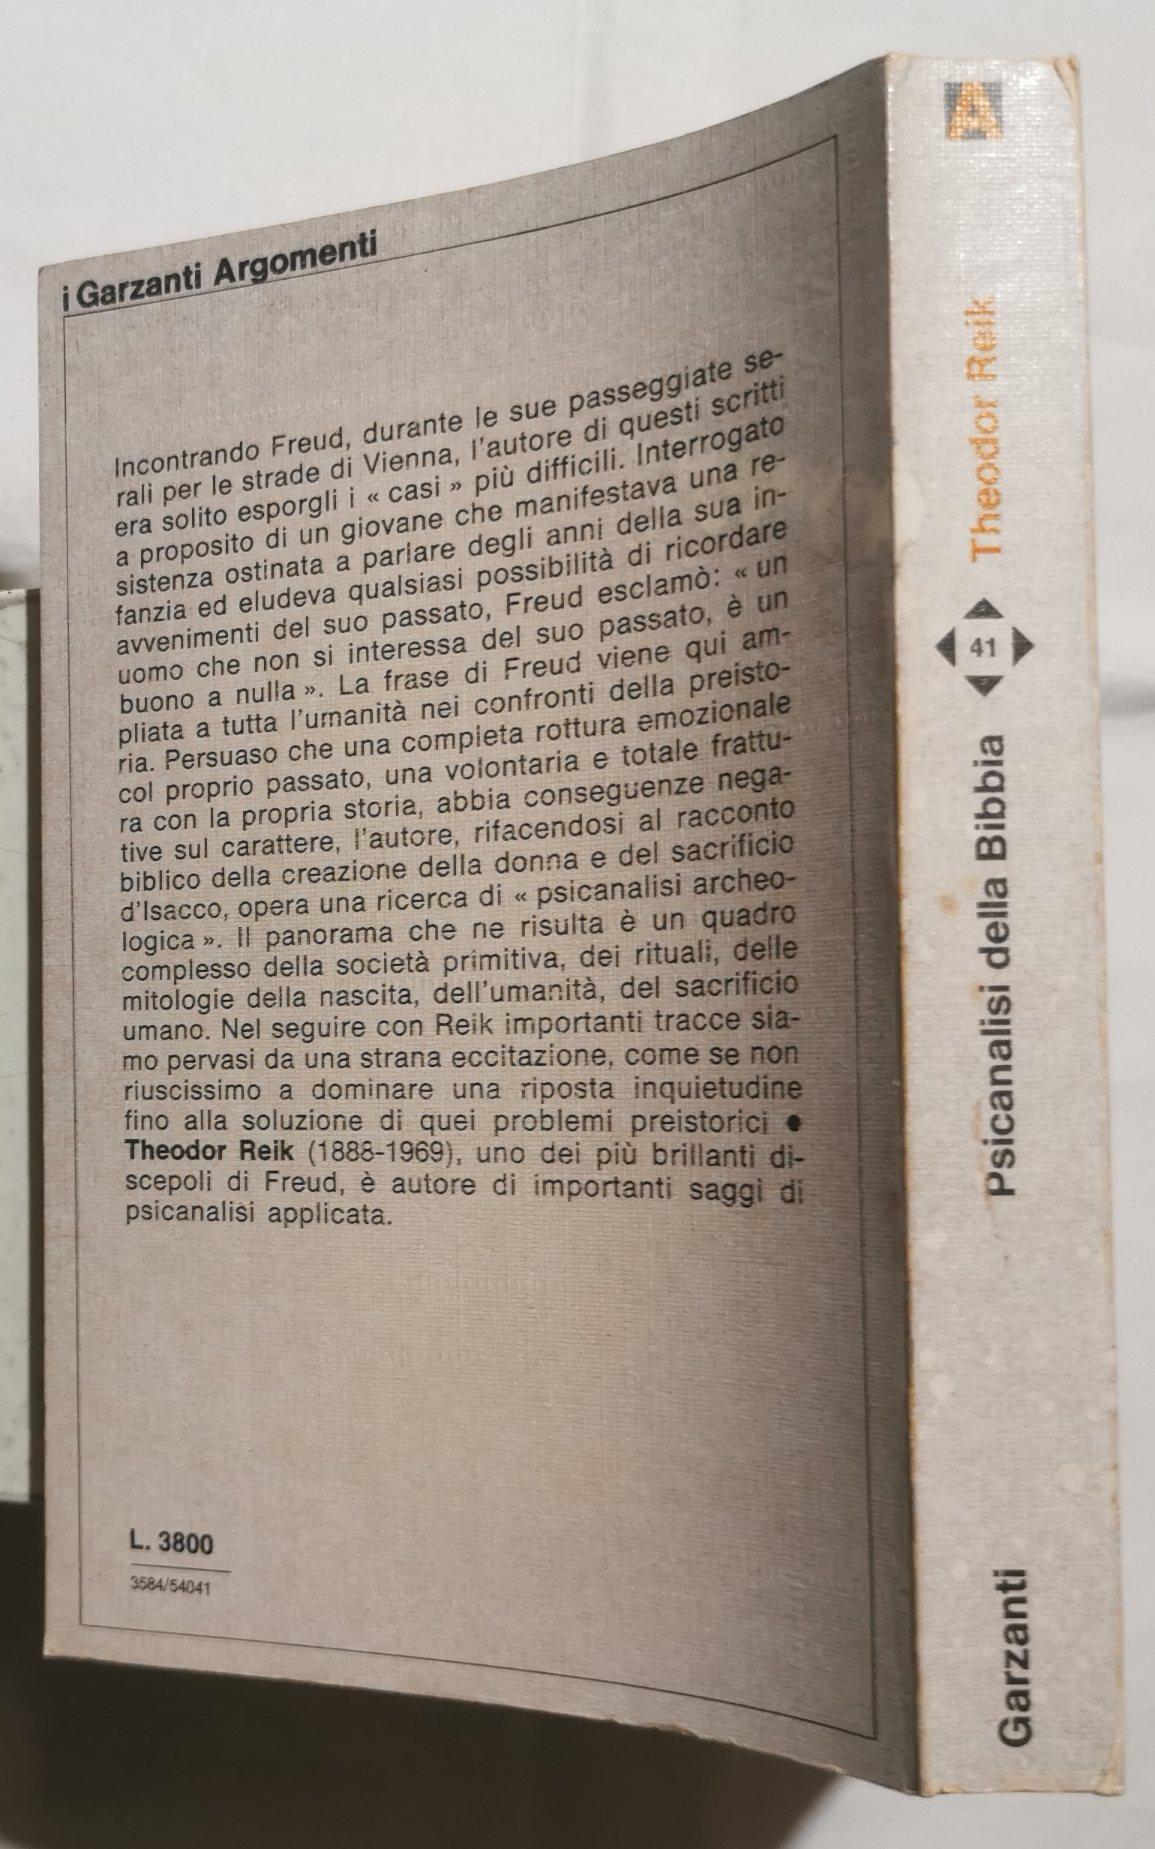 i Garzanti Argomenti
Incontrando Freud, durante le sue passeggiate se-
rali per le strade di Vienna, l'autore di questi scritti
era solito esporgli i « casi » più difficili. Interrogato
a proposito di un giovane che manifestava una re-
sistenza ostinata a parlare degli anni della sua in-
fanzia ed eludeva qualsiasi possibilità di ricordare
avvenimenti del suo passato, Freud esclamò: « un
uomo che non si interessa del suo passato, è un
buono a nulla ». La frase di Freud viene qui am-
pliata a tutta l'umanità nei confronti della preisto-
ria. Persuaso che una completa rottura emozionale
col proprio passato, una volontaria e totale frattu-
ra con la propria storia, abbia conseguenze nega-
tive sul carattere, l'autore, rifacendosi al racconto
biblico della creazione della donna e del sacrificio
d'Isacco, opera una ricerca di « psicanalisi archeo-
logica ». Il panorama che ne risulta è un quadro
complesso della società primitiva, dei rituali, delle
mitologie della nascita, dell'umanità, del sacrificio
umano. Nel seguire con Reik importanti tracce sia-
mo pervasi da una strana eccitazione, come se non
riuscissimo a dominare una riposta inquietudine
fino alla soluzione di quei problemi preistorici ●
Theodor Reik (1888-1969), uno dei più brillanti di-
scepoli di Freud, è autore di importanti saggi di
psicanalisi applicata.
L. 3800
3584/54041
A
Theodor Reik
41
Psicanalisi della Bibbia
Garzanti